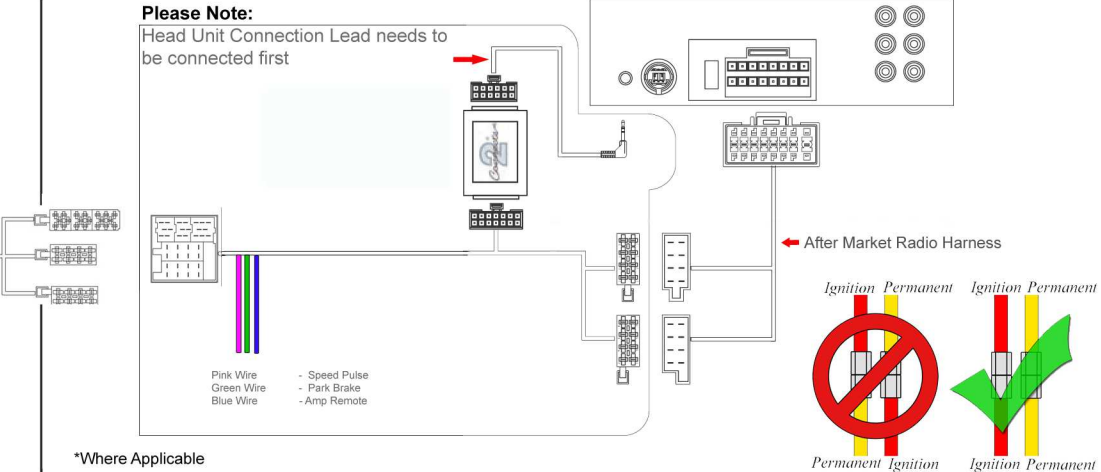 Please Note:
Head Unit Connection Lead needs to
be connected first
2
After Market Radio Harness
Ignition Permanent
Ignition Permanent
Pink Wire - Speed Pulse
Green Wire - Park Brake
Blue Wire - Amp Remote
*Where Applicable
Permanent Ignition
Ignition Permanent